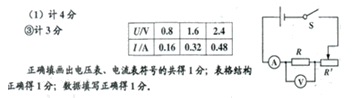 (1)计4分
③计3分
U/V 0.8 1.6 2.4
I/A 0.16 0.32 0.48
S
A R R'
V
正确填画出电压表、电流表符号的共得1分;表格结构
正确得1分;数据填写正确得1分。